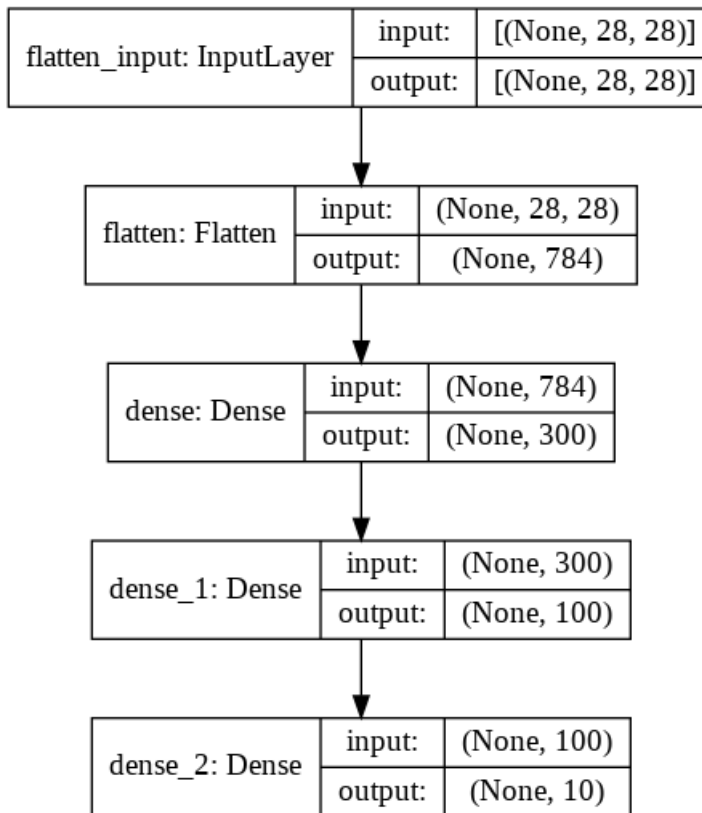 flatten_input: InputLayer
input: [(None, 28, 28)]
output: [(None, 28, 28)]
flatten: Flatten
input: (None, 28, 28)
output: (None, 784)
dense: Dense
input: (None, 784)
output: (None, 300)
dense_1: Dense
input: (None, 300)
output: (None, 100)
dense_2: Dense
input: (None, 100)
output: (None, 10)